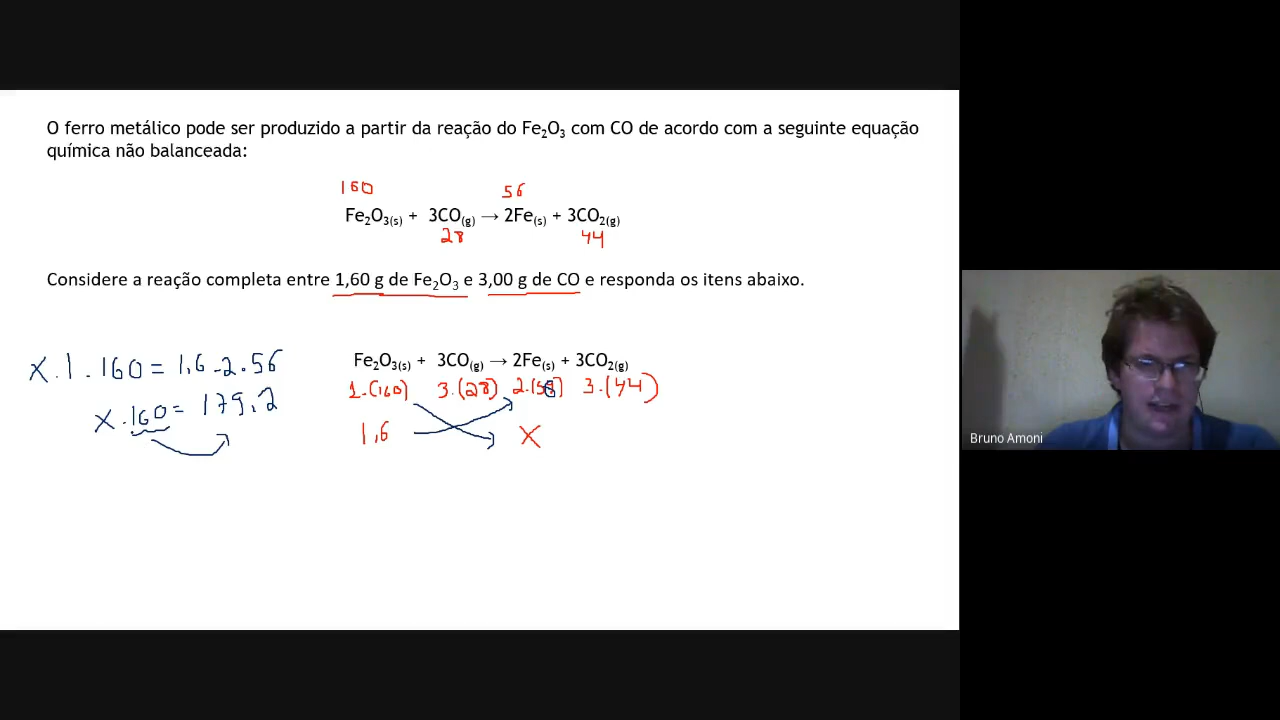 O ferro metálico pode ser produzido a partir da reação do Fe₂O₃ com CO de acordo com a seguinte equação
química não balanceada:
160 56
Fe₂O₃(s) + 3CO(g) → 2Fe(s) + 3CO₂(g)
28 44
Considere a reação completa entre 1,60 g de Fe₂O₃ e 3,00 g de CO e responda os itens abaixo.
Fe₂O₃(s) + 3CO(g) → 2Fe(s) + 3CO₂(g)
x . 1 . 160 = 1,6 . 2 . 56
1.(160) 3.(28) 2.(56) 3.(44)
x . 160 = 179,2
1,6 x
Bruno Amoni